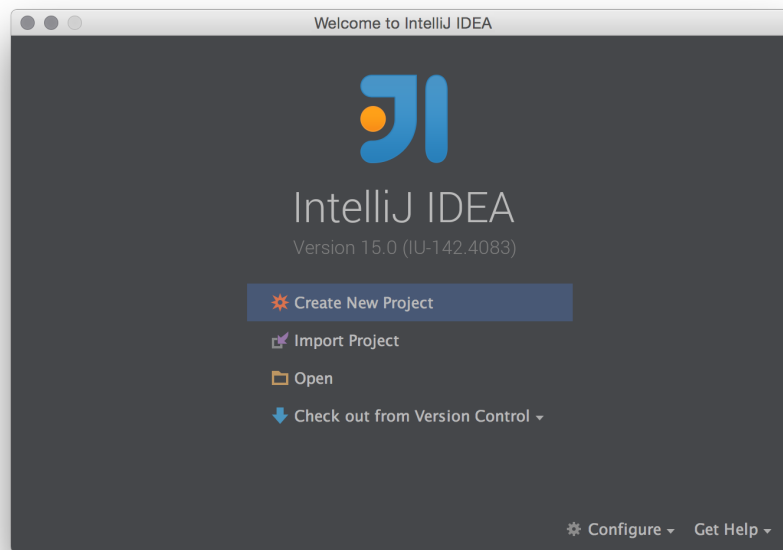 Welcome to IntelliJ IDEA
IntelliJ IDEA
Version 15.0 (IU-142.4083)
Create New Project
Import Project
Open
Check out from Version Control
Configure Get Help